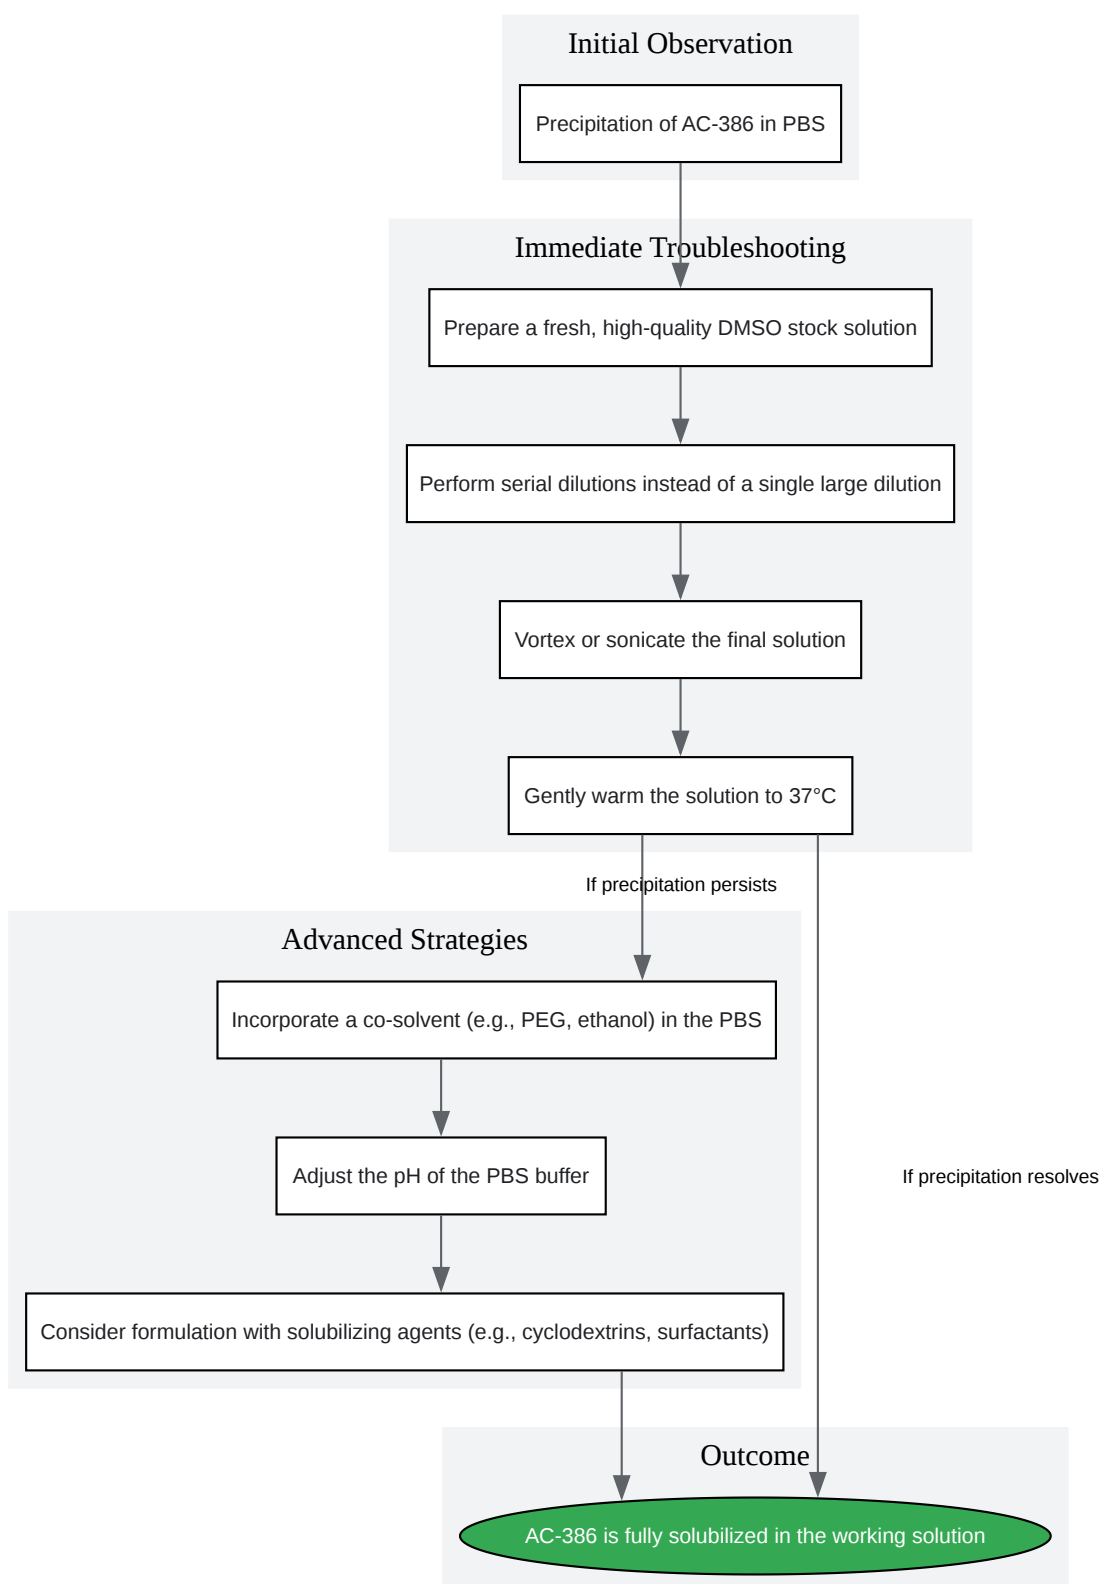 Initial Observation
Precipitation of AC-386 in PBS
Immediate Troubleshooting
Prepare a fresh, high-quality DMSO stock solution
Perform serial dilutions instead of a single large dilution
Vortex or sonicate the final solution
Gently warm the solution to 37°C
If precipitation persists
Advanced Strategies
Incorporate a co-solvent (e.g., PEG, ethanol) in the PBS
Adjust the pH of the PBS buffer
If precipitation resolves
Consider formulation with solubilizing agents (e.g., cyclodextrins, surfactants)
Outcome
AC-386 is fully solubilized in the working solution